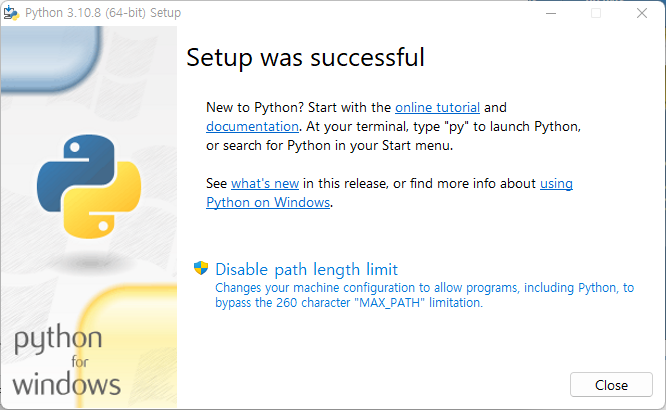 Python 3.10.8 (64-bit) Setup
Setup was successful
New to Python? Start with the online tutorial and
documentation. At your terminal, type "py" to launch Python,
or search for Python in your Start menu.
See what's new in this release, or find more info about using
Python on Windows.
Disable path length limit
Changes your machine configuration to allow programs, including Python, to
bypass the 260 character "MAX_PATH" limitation.
python
for
windows
Close